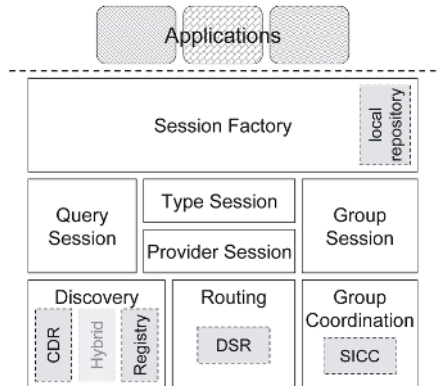 Applications
Session Factory
local
repository
Query
Session
Type Session
Provider Session
Group
Session
Discovery
CDR
Hybrid
Registry
Routing
DSR
Group
Coordination
SICC